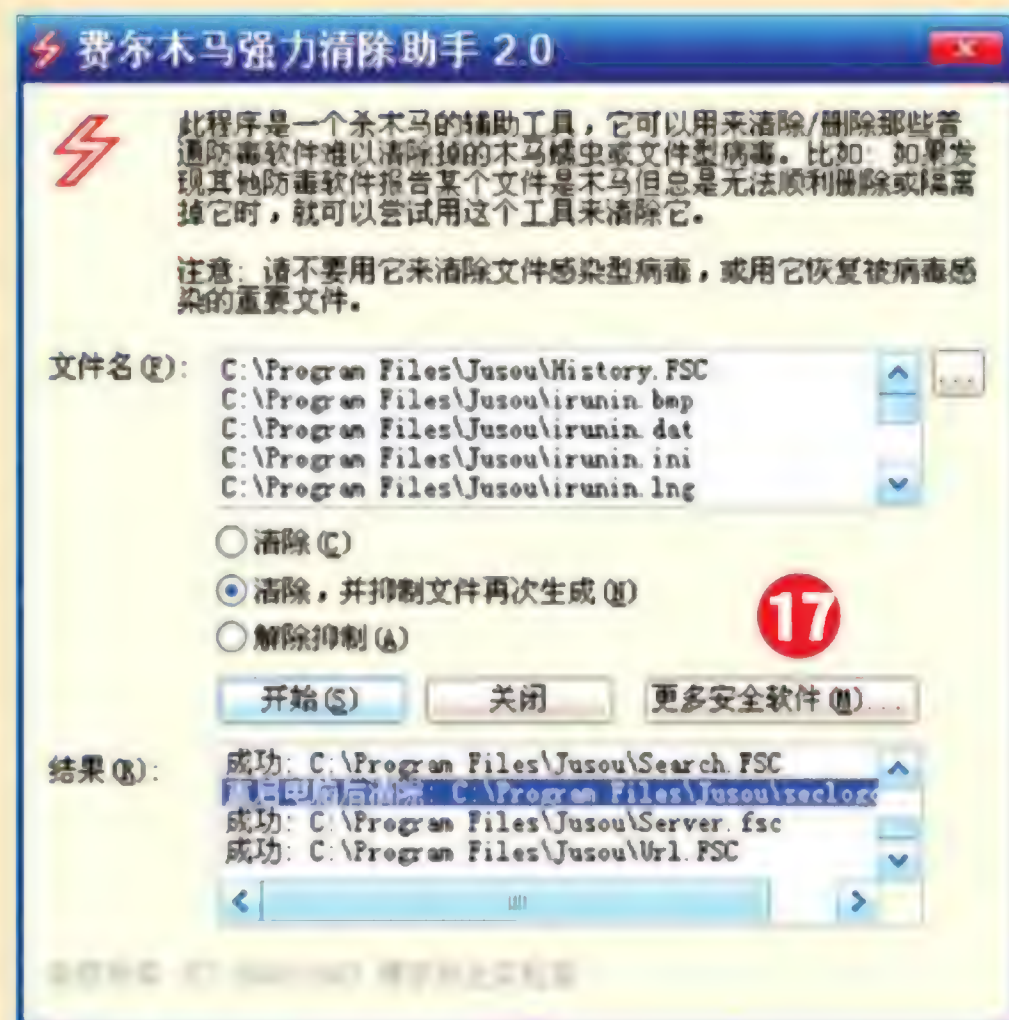 费尔木马强力清除助手 2.0
此程序是一个杀木马的辅助工具，它可以用来清除/删除那些普
通防毒软件难以清除掉的木马蠕虫或文件型病毒。比如：如果发
现其他防毒软件报告某个文件是木马但总是无法顺利删除或隔离
掉它时，就可以尝试用这个工具来清除它。
注意：请不要用它来清除文件感染型病毒，或用它恢复被病毒感
染的重要文件。
文件名(F):
C:\Program Files\Jusou\History.FSC
C:\Program Files\Jusou\irunin.bmp
C:\Program Files\Jusou\irunin.dat
C:\Program Files\Jusou\irunin.ini
C:\Program Files\Jusou\irunin.lng
...
清除(C)
清除，并抑制文件再次生成(N)
17
解除抑制(A)
开始(S) 关闭 更多安全软件(M)...
结果(R):
成功: C:\Program Files\Jusou\Search.FSC
重启电脑后清除: C:\Program Files\Jusou\seclogo
成功: C:\Program Files\Jusou\Server.fsc
成功: C:\Program Files\Jusou\Url.FSC